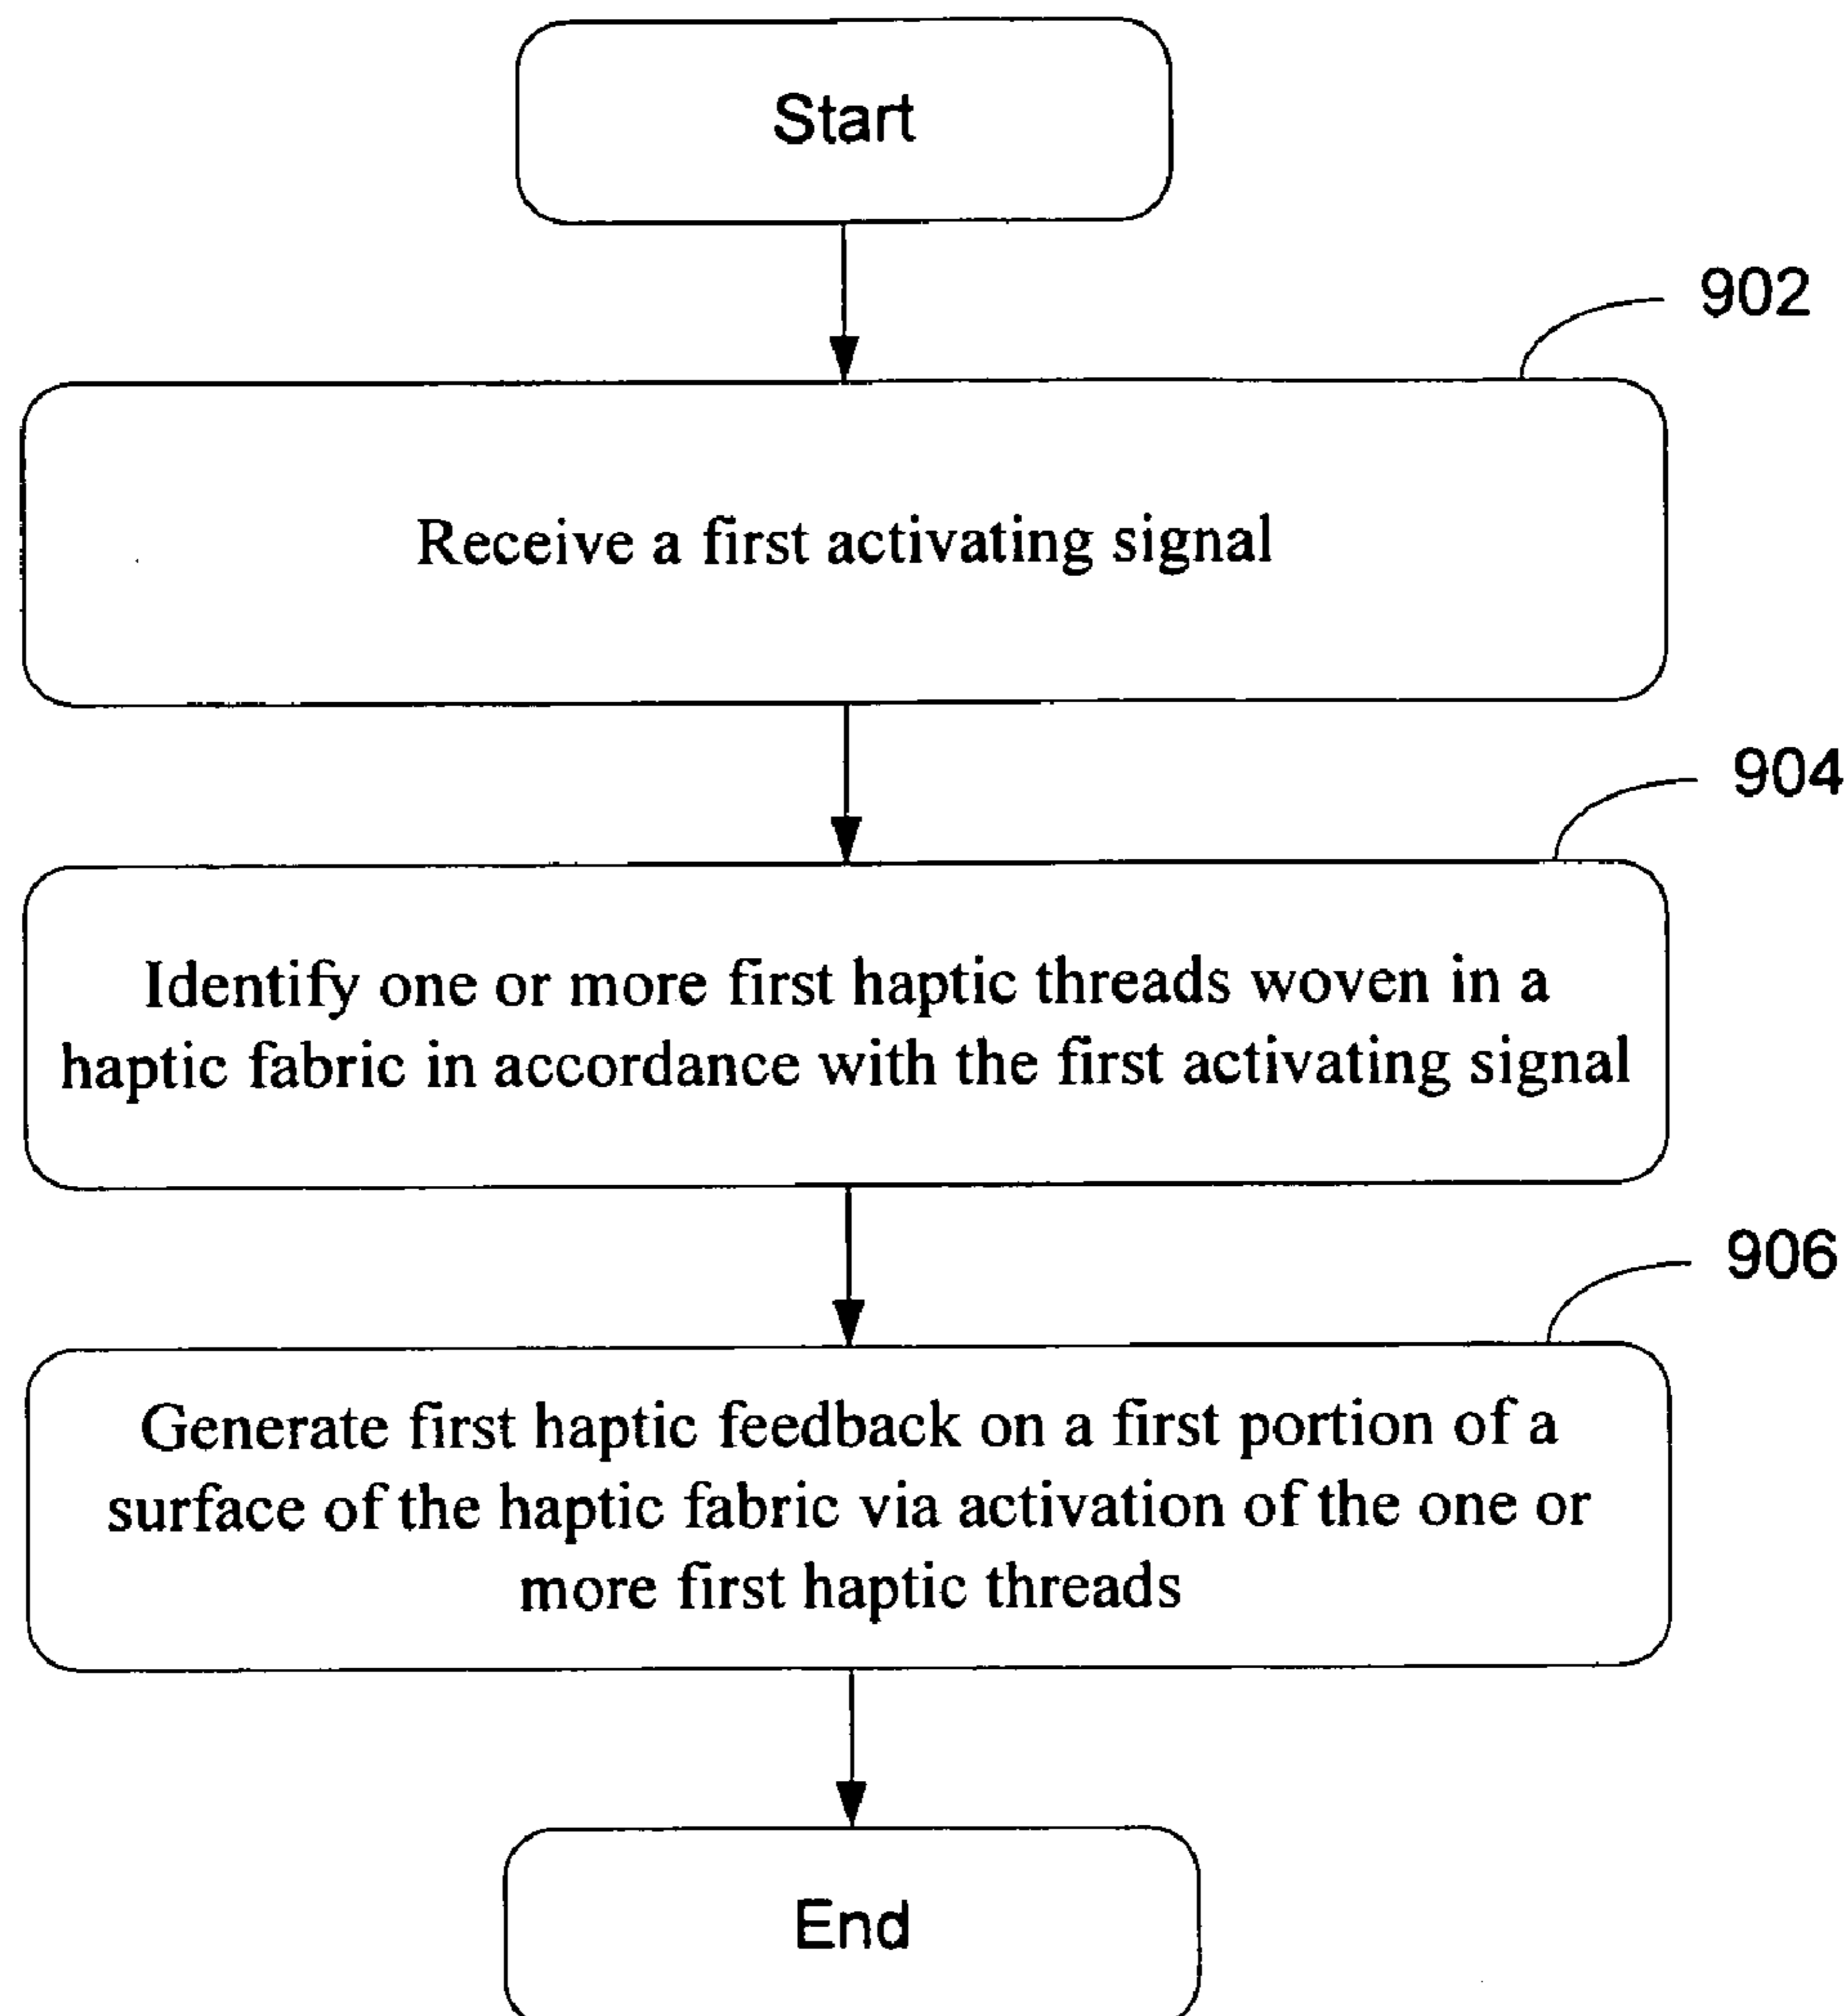 Start
902
Receive a first activating signal
904
Identify one or more first haptic threads woven in a
haptic fabric in accordance with the first activating signal
906
Generate first haptic feedback on a first portion of a
surface of the haptic fabric via activation of the one or
more first haptic threads
End